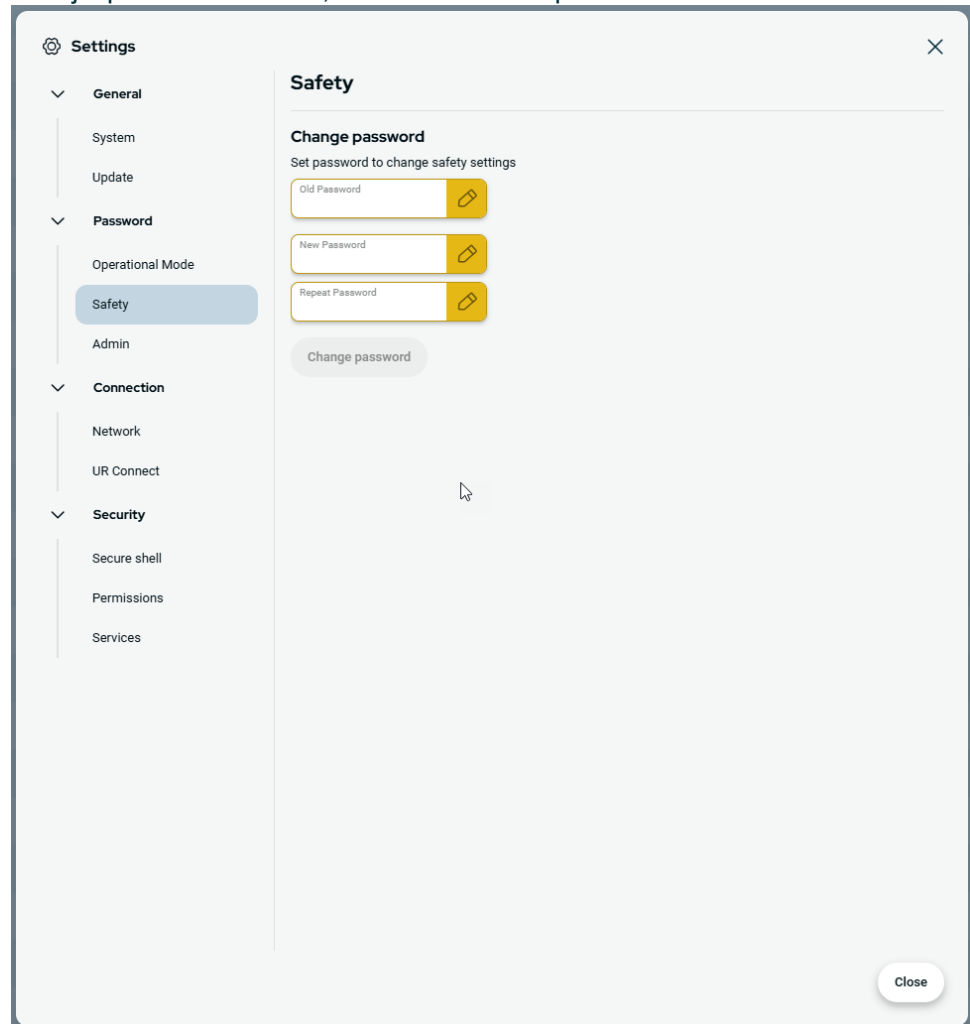 Settings
General
System
Update
Password
Operational Mode
Safety
Admin
Connection
Network
UR Connect
Security
Secure shell
Permissions
Services
Safety
Change password
Set password to change safety settings
Old Password
New Password
Repeat Password
Change password
Close